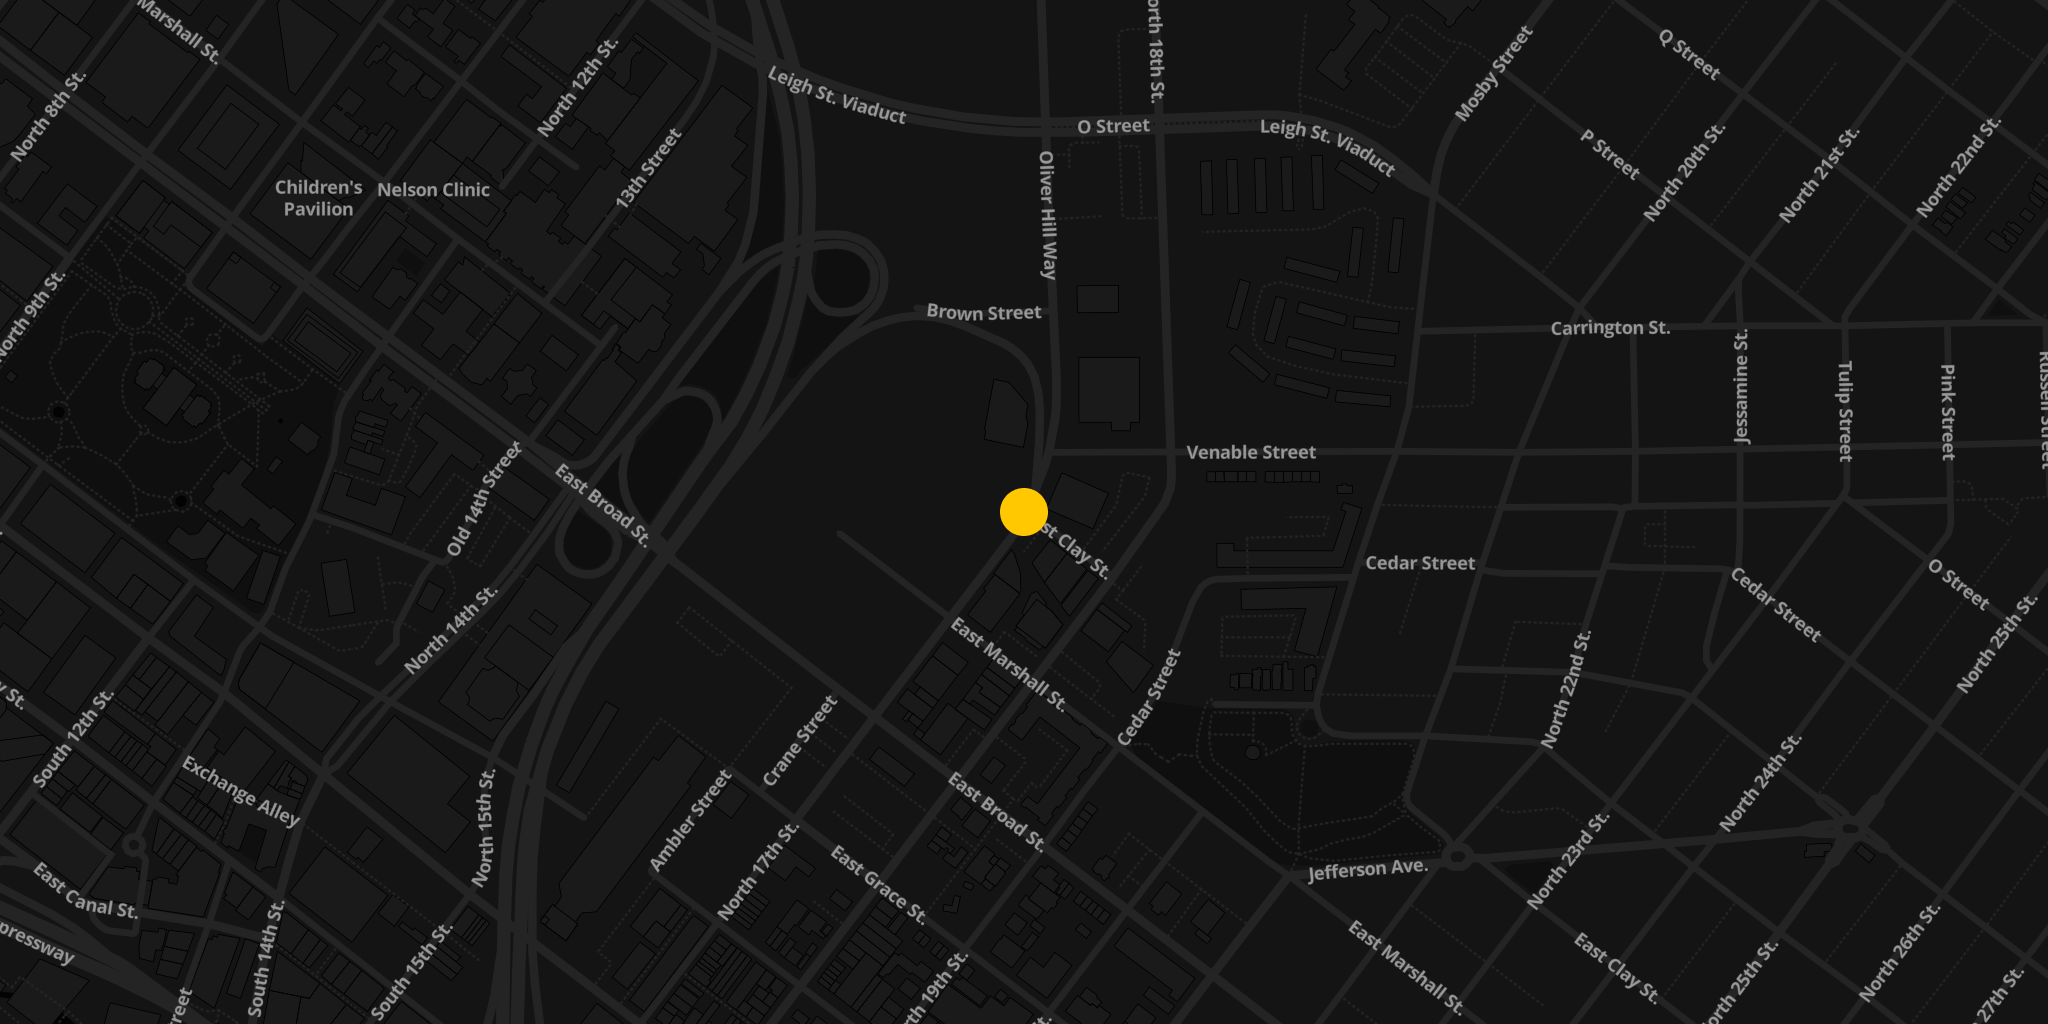 Marshall St.
North 8th St.
North 12th St.
Leigh St. Viaduct
North 18th St.
O Street
Leigh St. Viaduct
Mosby Street
Q Street
P Street
North 20th St.
North 21st St.
North 22nd St.
13th Street
Children's
Pavilion
Nelson Clinic
Oliver Hill Way
North 9th St.
Brown Street
Carrington St.
Jessamine St.
Tulip Street
Pink Street
Street
Venable Street
Old 14th Street
East Broad St.
Clay St.
Cedar Street
Cedar Street
O Street
North 25th St.
North 14th St.
East Marshall St.
Cedar Street
North 22nd St.
South 12th St.
Exchange Alley
Crane Street
North 24th St.
North 15th St.
Ambler Street
East Broad St.
North 17th St.
East Grace St.
Jefferson Ave.
North 23rd St.
East Canal St.
pressway
South 14th St.
South 15th St.
North 19th St.
East Marshall St.
East Clay St.
North 25th St.
North 26th St.
27th St.